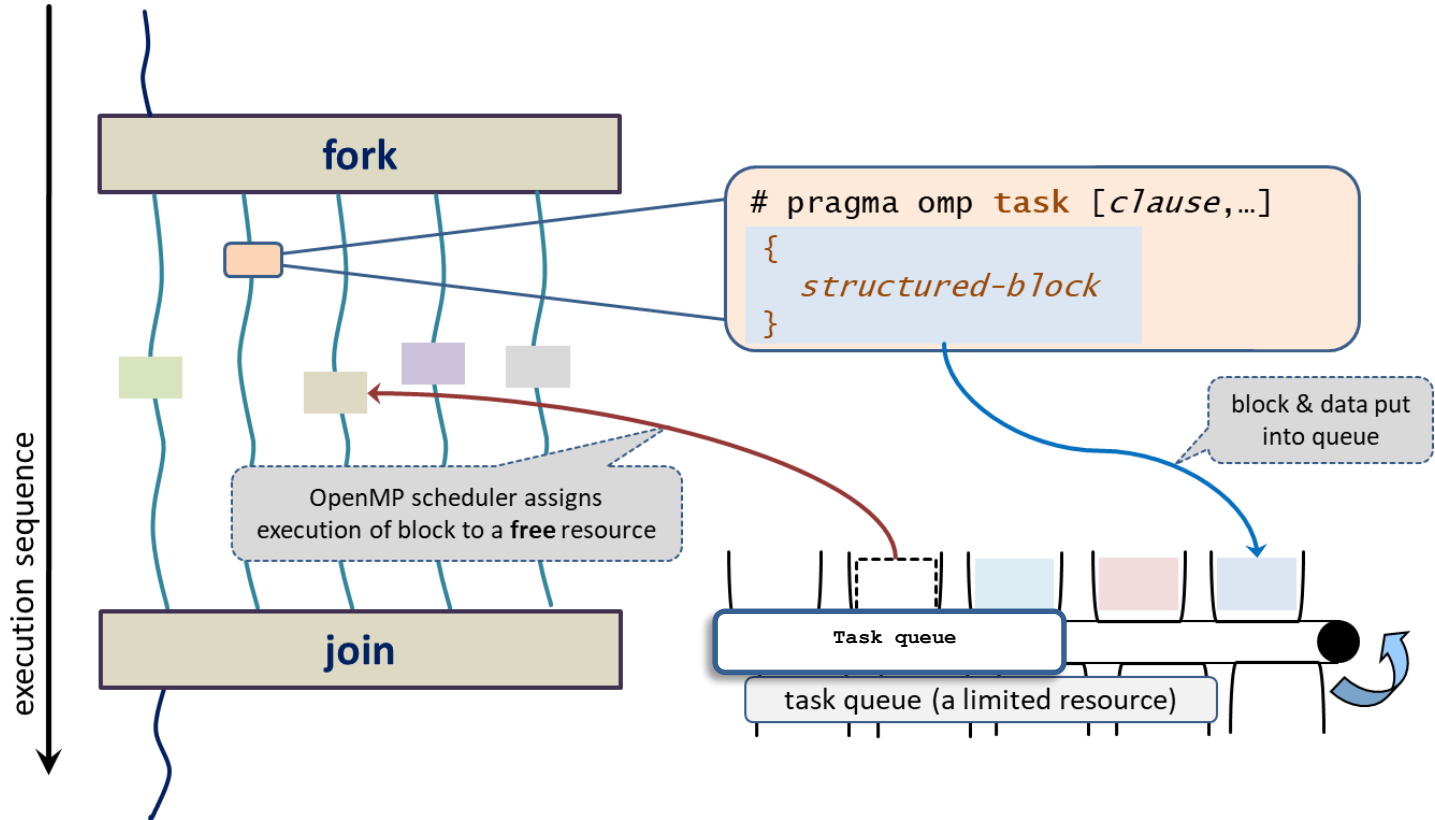 execution sequence
fork
# pragma omp task [clause,…]
{
structured-block
}
block & data put
into queue
OpenMP scheduler assigns
execution of block to a free resource
join
Task queue
task queue (a limited resource)